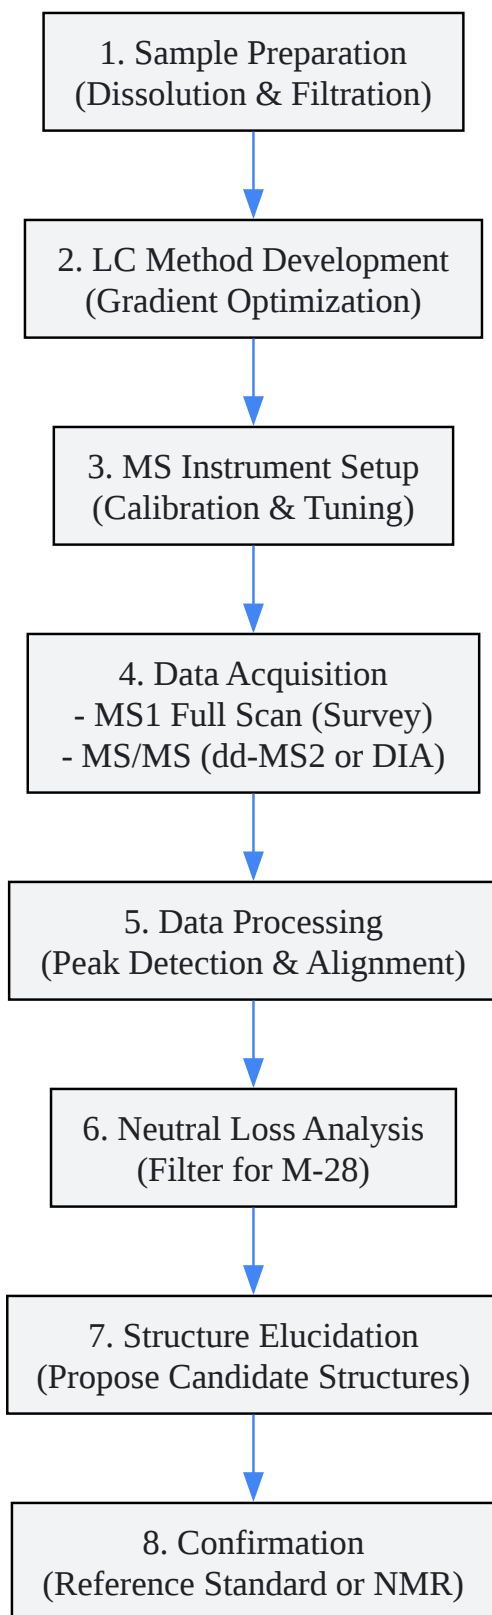 1. Sample Preparation
(Dissolution & Filtration)
2. LC Method Development
(Gradient Optimization)
3. MS Instrument Setup
(Calibration & Tuning)
4. Data Acquisition
- MS1 Full Scan (Survey)
- MS/MS (dd-MS2 or DIA)
5. Data Processing
(Peak Detection & Alignment)
6. Neutral Loss Analysis
(Filter for M-28)
7. Structure Elucidation
(Propose Candidate Structures)
8. Confirmation
(Reference Standard or NMR)